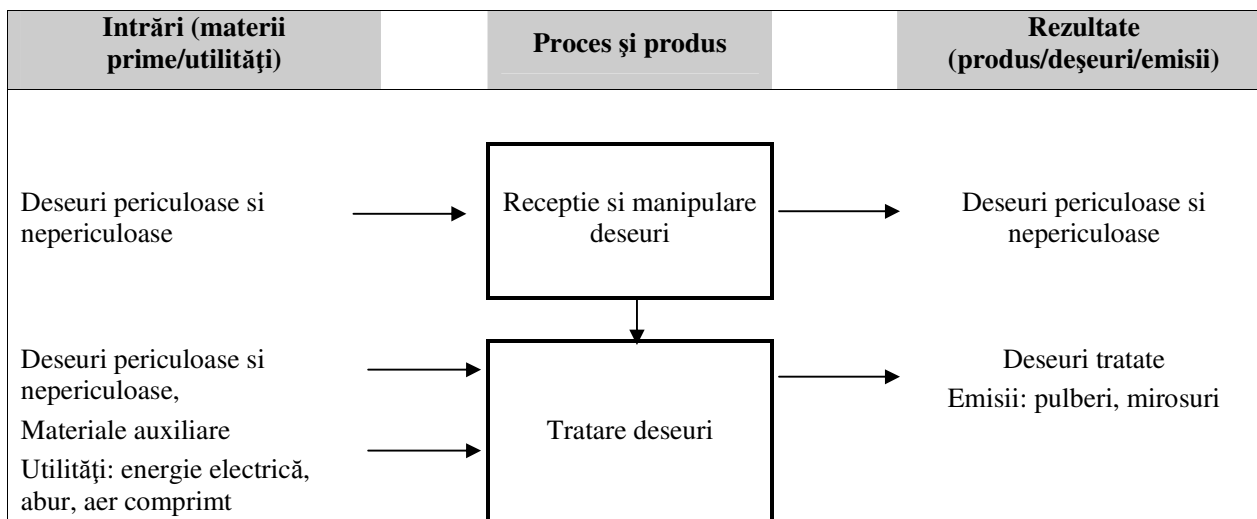 Intrări (materii
prime/utilităţi)
Proces şi produs
Rezultate
(produs/deşeuri/emisii)
Deseuri periculoase si
nepericuloase
Receptie si manipulare
deseuri
Deseuri periculoase si
nepericuloase
Deseuri periculoase si
nepericuloase,
Materiale auxiliare
Utilităţi: energie electrică,
abur, aer comprimt
Tratare deseuri
Deseuri tratate
Emisii: pulberi, mirosuri